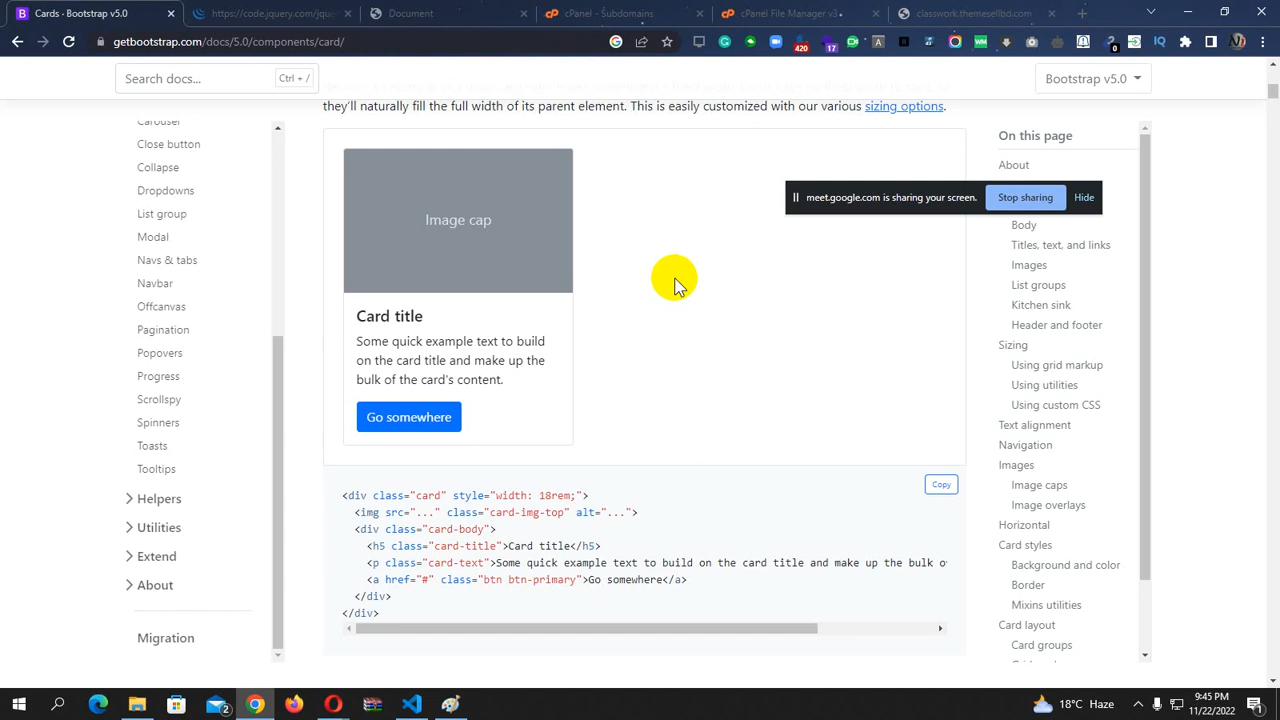 Cards · Bootstrap v5.0
https://code.jquery.com/jque
Document
cPanel - Subdomains
cPanel File Manager v3
classwork.themesellbd.com
getbootstrap.com/docs/5.0/components/card/
420
17
0
Search docs...
Ctrl + /
Bootstrap v5.0
they'll naturally fill the full width of its parent element. This is easily customized with our various sizing options.
Carousel
Close button
Collapse
Dropdowns
List group
Modal
Navs & tabs
Navbar
Offcanvas
Pagination
Popovers
Progress
Scrollspy
Spinners
Toasts
Tooltips
Helpers
Utilities
Extend
About
Migration
Image cap
Card title
Some quick example text to build
on the card title and make up the
bulk of the card's content.
Go somewhere
Copy
<div class="card" style="width: 18rem;">
<img src="..." class="card-img-top" alt="...">
<div class="card-body">
<h5 class="card-title">Card title</h5>
<p class="card-text">Some quick example text to build on the card title and make up the bulk o
<a href="#" class="btn btn-primary">Go somewhere</a>
</div>
</div>
meet.google.com is sharing your screen.
Stop sharing
Hide
On this page
About
Body
Titles, text, and links
Images
List groups
Kitchen sink
Header and footer
Sizing
Using grid markup
Using utilities
Using custom CSS
Text alignment
Navigation
Images
Image caps
Image overlays
Horizontal
Card styles
Background and color
Border
Mixins utilities
Card layout
Card groups
18°C Haze
9:45 PM
11/22/2022